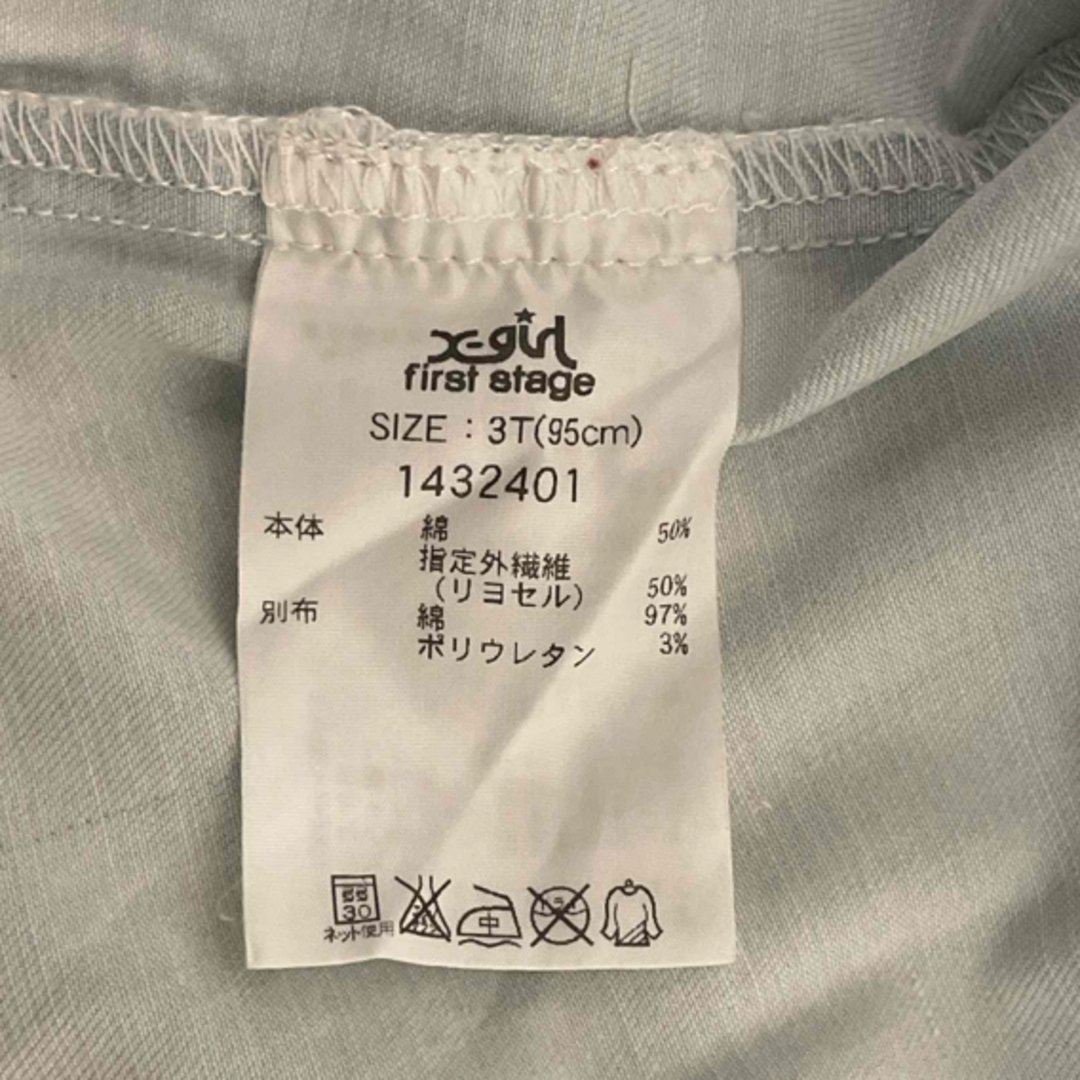 x-girl
first stage
SIZE : 3T(95cm)
1432401
本体 綿 50%
指定外繊維
(リヨセル) 50%
別布 綿 97%
ポリウレタン 3%
弱
30
ネット使用
中